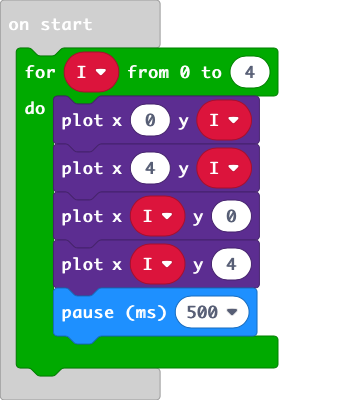 on start
for I from 0 to 4
do
plot x 0 y I
plot x 4 y I
plot x I y 0
plot x I y 4
pause (ms) 500